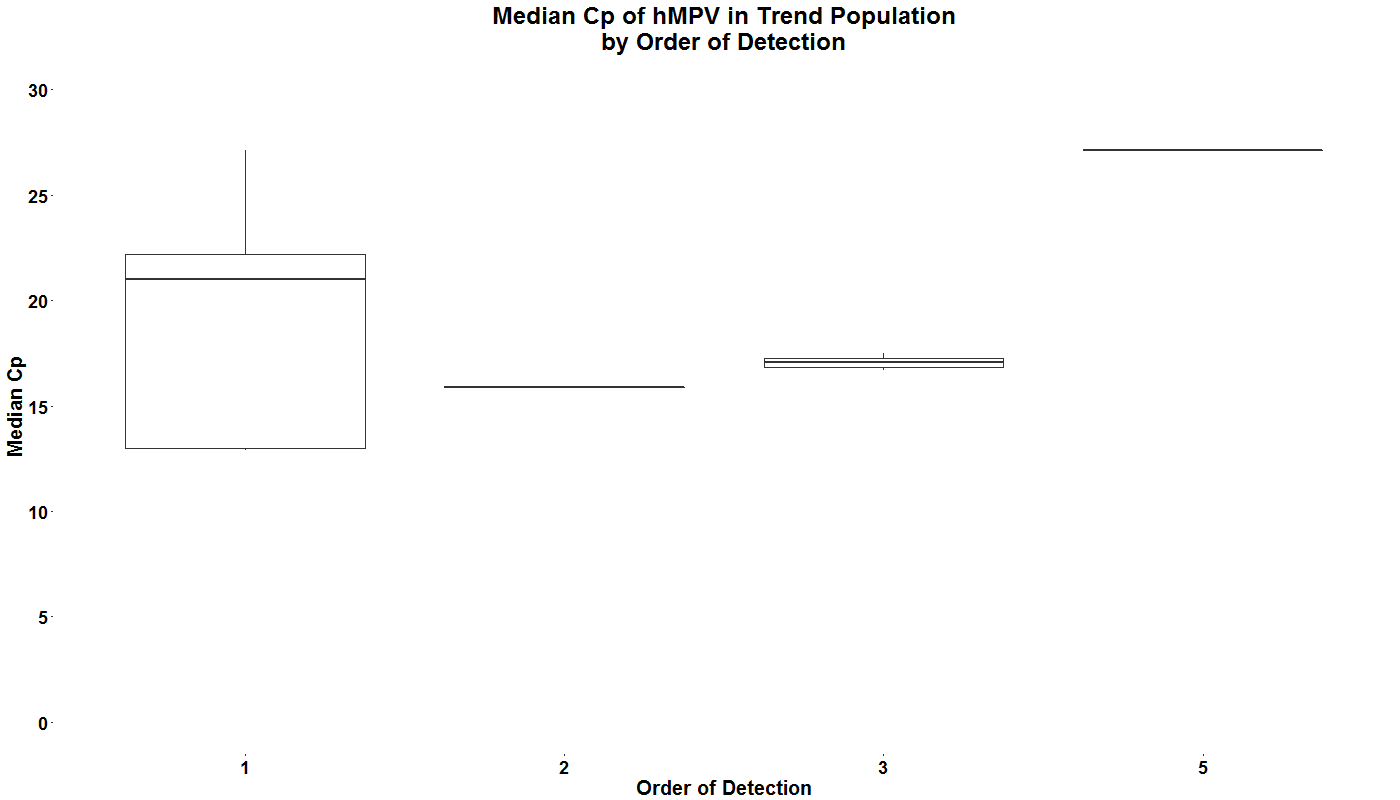 Median Cp of hMPV in Trend Population
by Order of Detection
30
25
20
15
10
5
0
Median Cp
1 2 3 5
Order of Detection